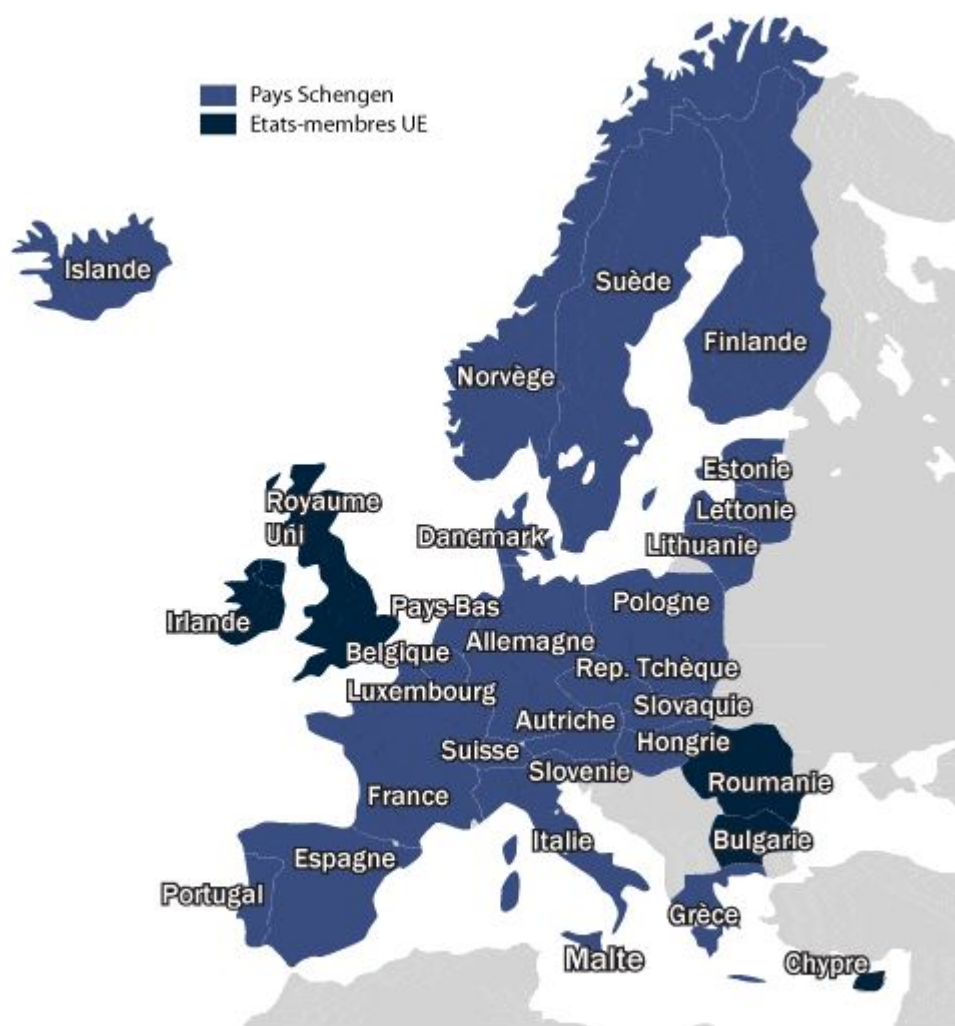 Pays Schengen
Etats-membres UE
Islande
Suède
Finlande
Norvège
Estonie
Royaume
Uni
Lettonie
Danemark
Lithuanie
Pays-Bas
Pologne
Irlande
Allemagne
Belgique
Rep. Tchèque
Luxembourg
Slovaquie
Autriche
Hongrie
Suisse
Slovenie
Roumanie
France
Italie
Bulgarie
Espagne
Portugal
Grèce
Malte
Chypre